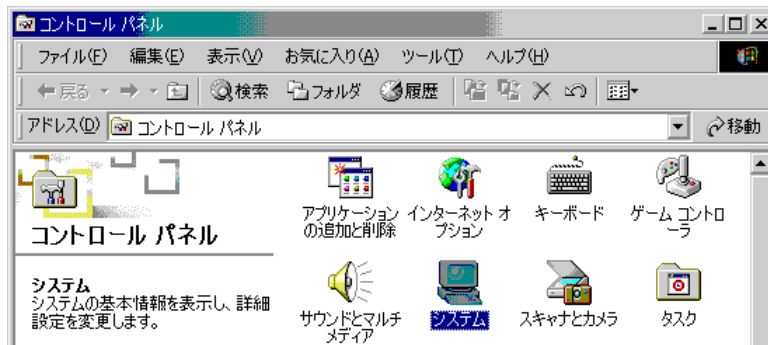 コントロール パネル
ファイル(F) 編集(E) 表示(V) お気に入り(A) ツール(T) ヘルプ(H)
戻る 検索 フォルダ 履歴
アドレス(D) コントロール パネル 移動
コントロール パネル
システム
システムの基本情報を表示し、詳細
設定を変更します。
アプリケーション
の追加と削除
インターネット オ
プション
キーボード
ゲーム コントロ
ーラ
サウンドとマルチ
メディア
システム
スキャナとカメラ
タスク